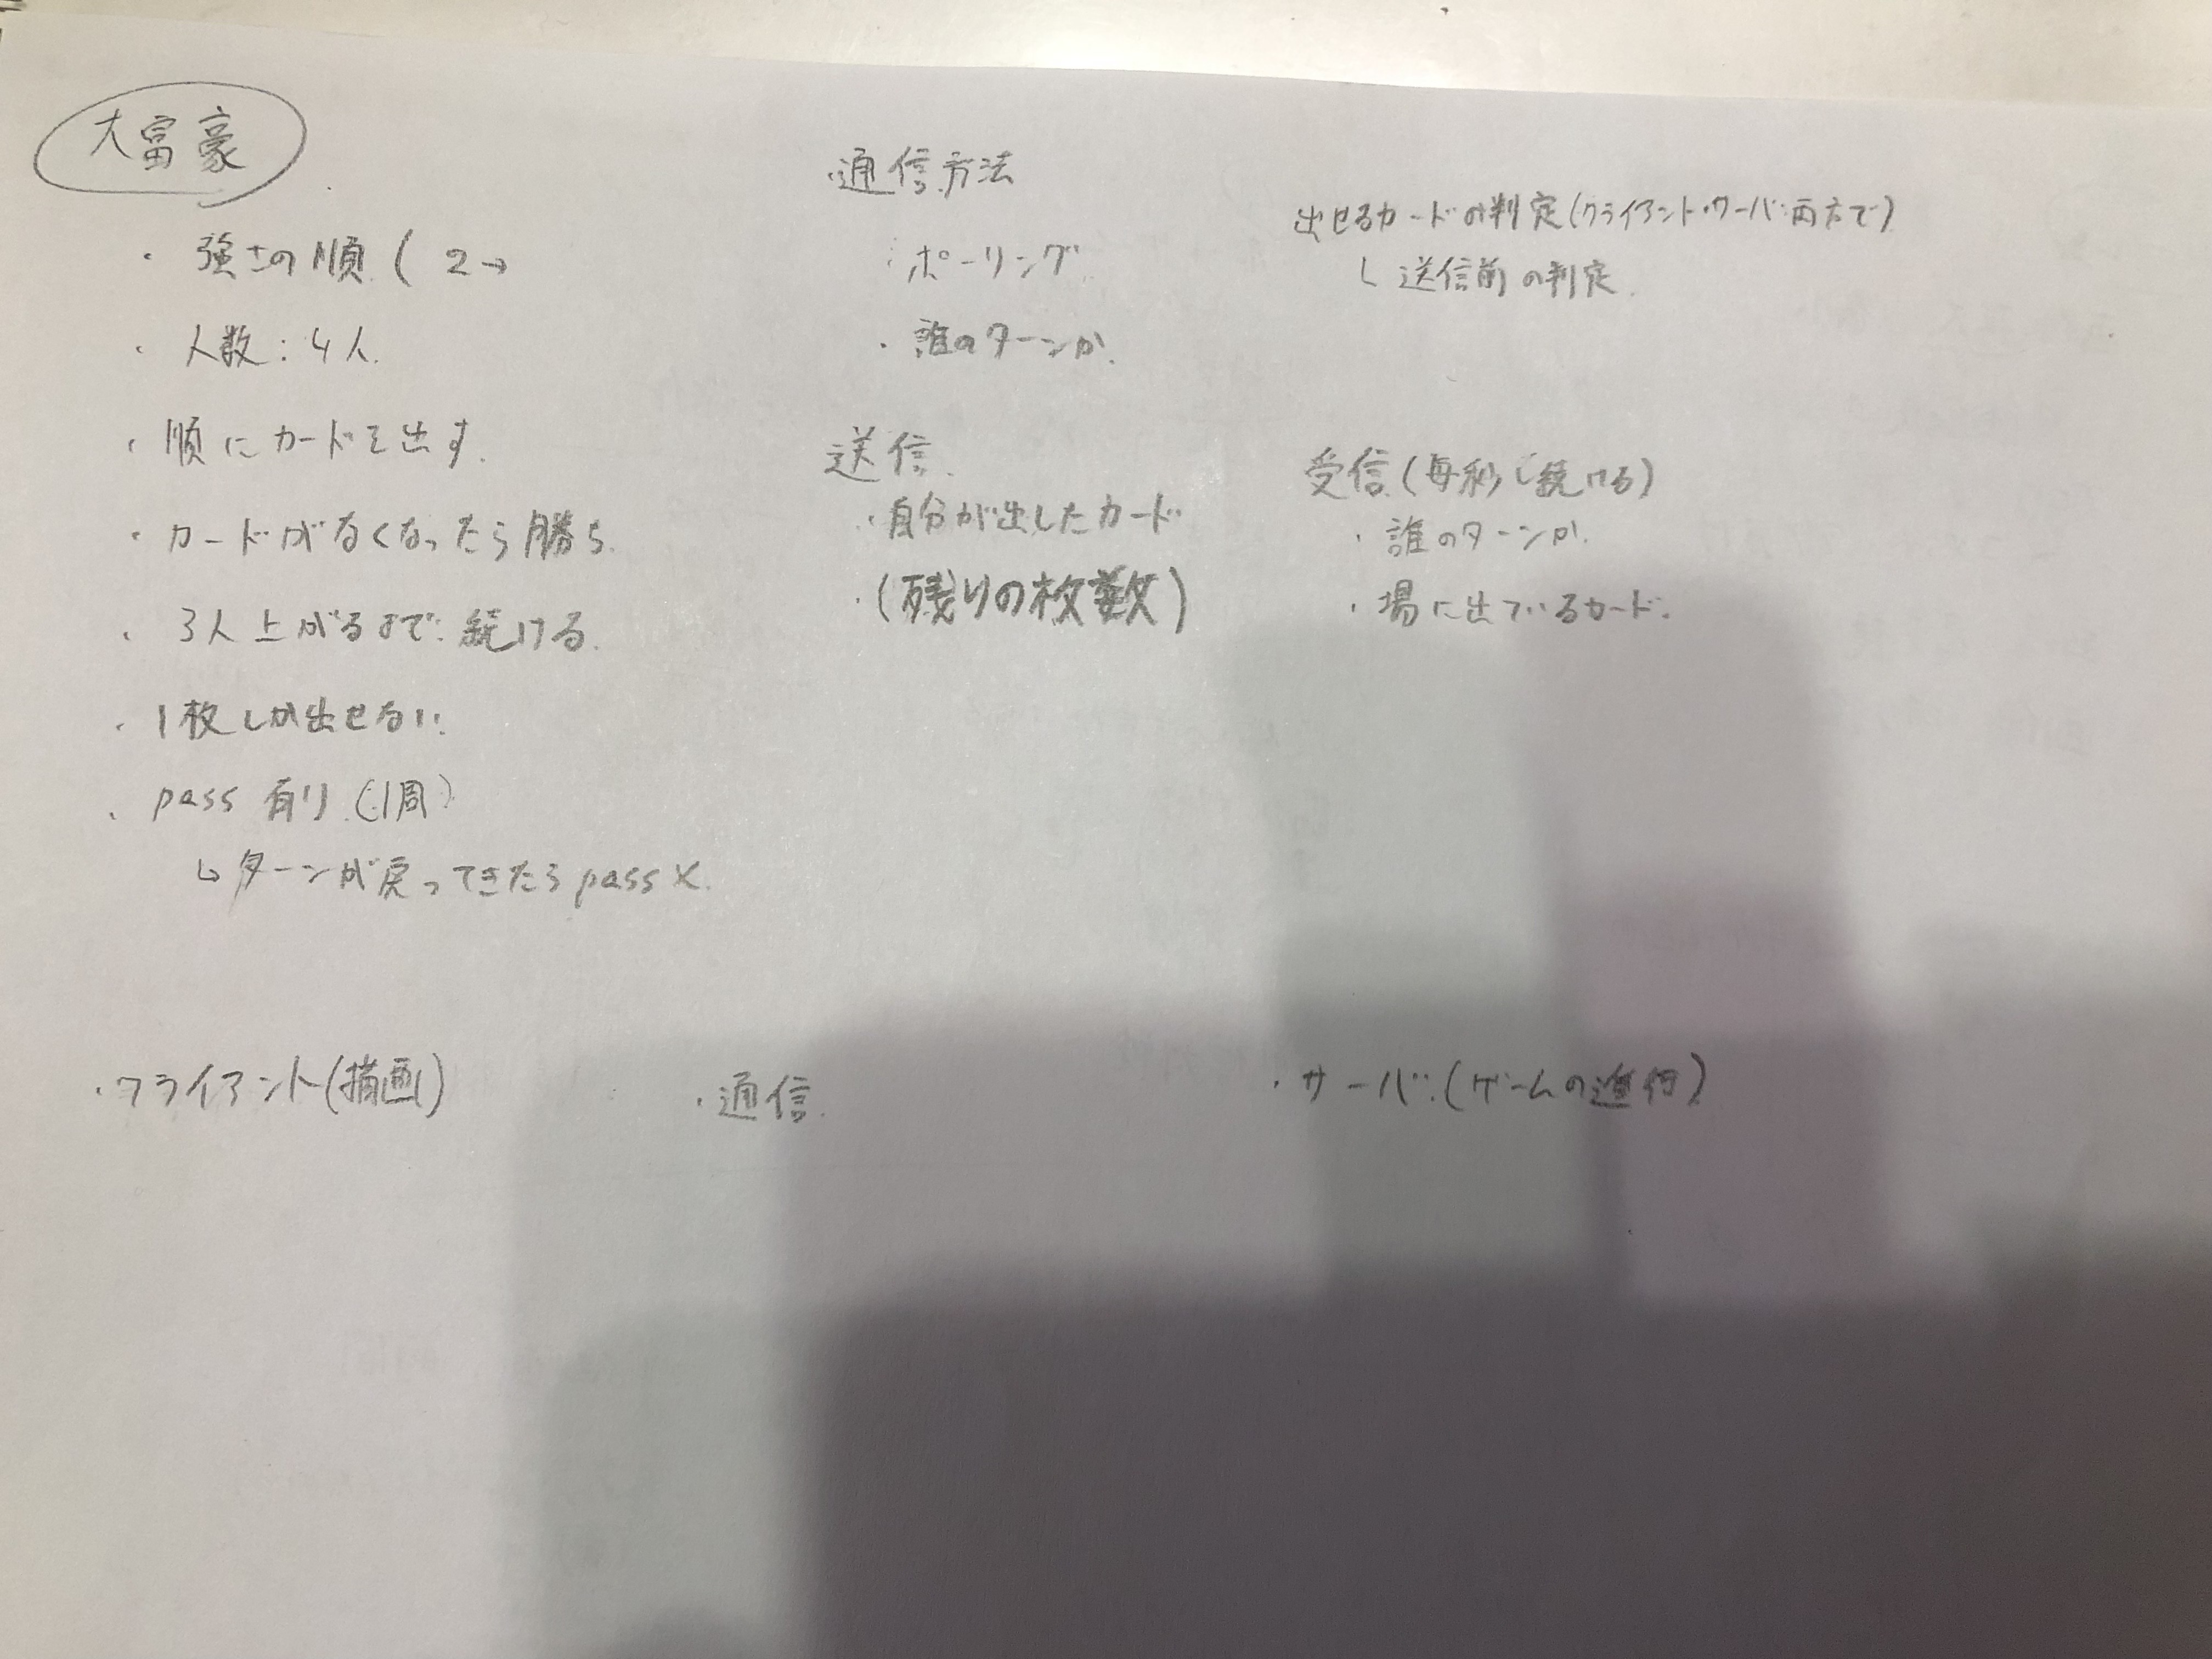 大富豪
・強さの順 ( 2→
・人数:4人.
・順にカードを出す.
・カードがなくなったら勝ち.
・3人上がるまで続ける.
・1枚しか出せない.
・pass 有り (1周)
↳ターンが戻ってきたらpass×.
・通信方法
・ポーリング
・誰のターンか.
送信.
・自分が出したカード
・(残りの枚数)
出せるカードの判定(クライアント・サーバ両方で)
└ 送信前の判定.
受信(毎秒し続ける)
・誰のターンか.
・場に出ているカード.
・クライアント(描画)
・通信.
・サーバ(ゲームの進行)